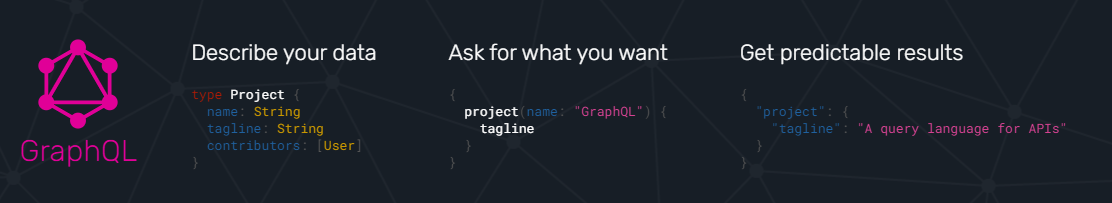 GraphQL
Describe your data
type Project {
  name: String
  tagline: String
  contributors: [User]
}
Ask for what you want
{
  project(name: "GraphQL") {
    tagline
  }
}
Get predictable results
{
  "project": {
    "tagline": "A query language for APIs"
  }
}